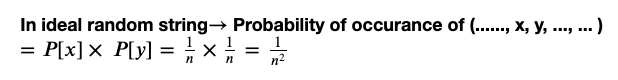 In ideal random string→ Probability of occurance of (......, x, y, ..., ... )
= P[x] × P[y] = 1/n × 1/n = 1/n²